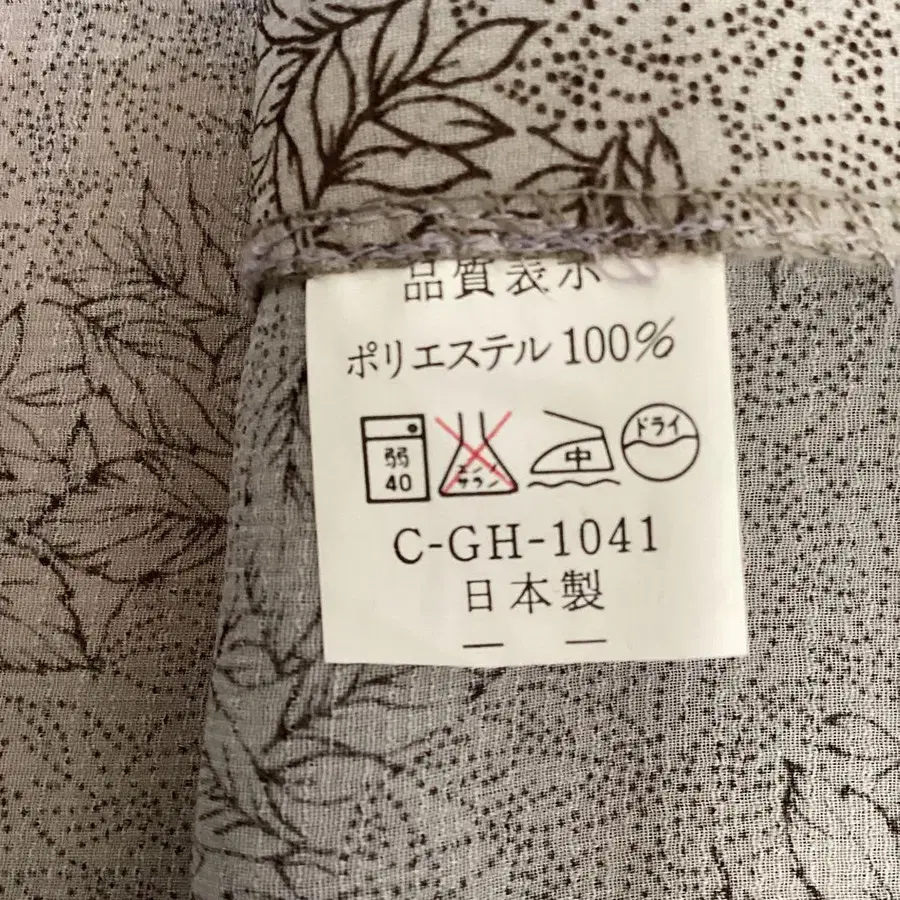 品質表示
ポリエステル 100%
弱 40 エンソ サラシ 中 ドライ
C-GH-1041
日本製